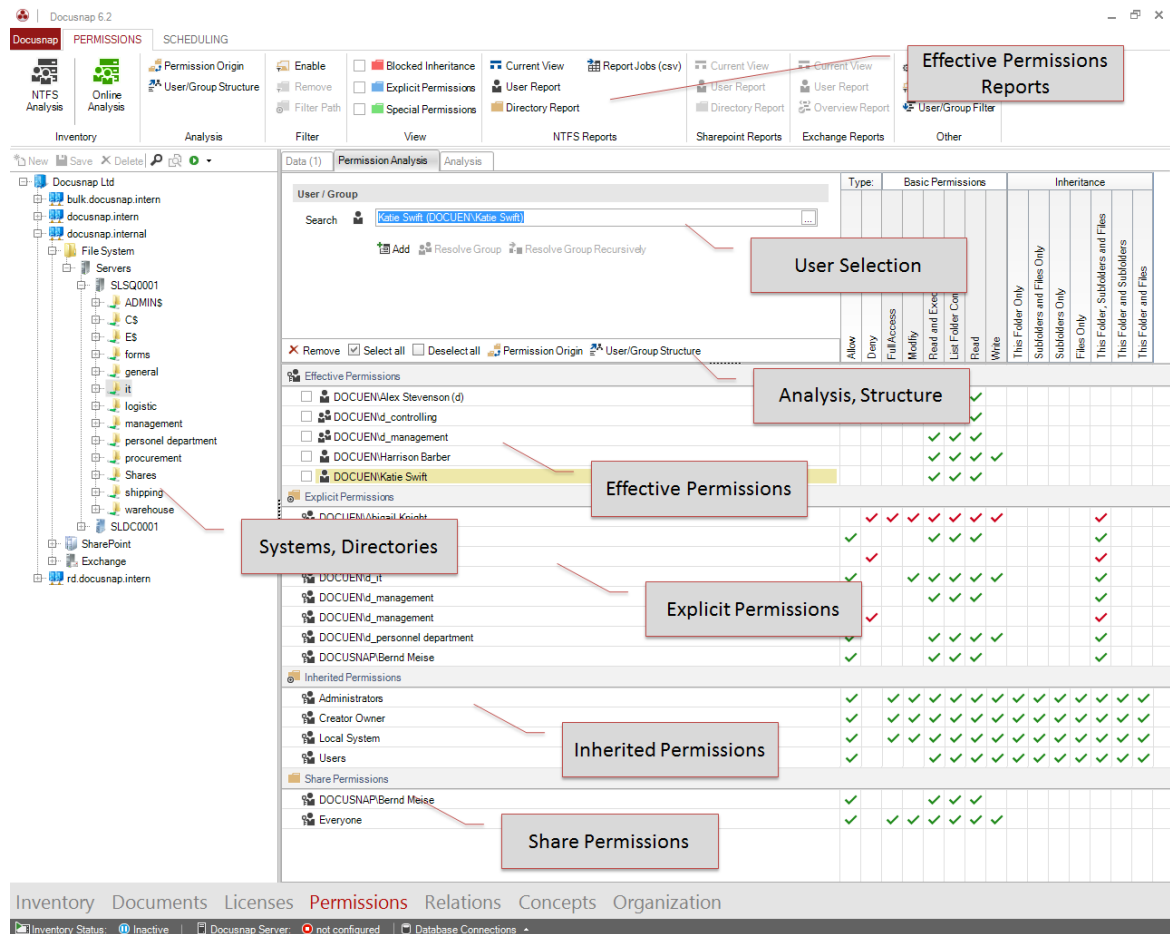 Docusnap 6.2
Docusnap PERMISSIONS SCHEDULING
NTFS Analysis
Online Analysis
Inventory
Permission Origin
User/Group Structure
Analysis
Enable
Remove
Filter Path
Filter
Blocked Inheritance
Explicit Permissions
Special Permissions
View
Current View
User Report
Directory Report
Report Jobs (csv)
NTFS Reports
Current View
User Report
Directory Report
Sharepoint Reports
Current View
User Report
Overview Report
Exchange Reports
User/Group Filter
Other
Effective Permissions
Reports
New Save Delete
Docusnap Ltd
bulk.docusnap.intern
docusnap.intern
docusnap.internal
File System
Servers
SLSQ0001
ADMIN$
C$
E$
forms
general
it
logistic
management
personel department
procurement
Shares
shipping
warehouse
SLDC0001
SharePoint
Exchange
rd.docusnap.intern
Systems, Directories
Data (1) Permission Analysis Analysis
User / Group
Search Katie Swift (DOCUEN\Katie Swift) ...
Add Resolve Group Resolve Group Recursively
User Selection
Type: Basic Permissions Inheritance
Allow
Deny
FullAccess
Modfiy
Read and Exec
List Folder Con
Read
Write
This Folder Only
Subfolders and Files Only
Subfolders Only
Files Only
This Folder, Subfolders and Files
This Folder and Subfolders
This Folder and Files
Remove Select all Deselect all Permission Origin User/Group Structure
Analysis, Structure
Effective Permissions
DOCUEN\Alex Stevenson (d)
DOCUEN\d_controlling
DOCUEN\d_management
DOCUEN\Harrison Barber
DOCUEN\Katie Swift
Effective Permissions
Explicit Permissions
DOCUEN\Abigail Knight
DOCUEN\d_it
DOCUEN\d_management
DOCUEN\d_management
DOCUEN\d_personnel department
DOCUSNAP\Bernd Meise
Explicit Permissions
Inherited Permissions
Administrators
Creator Owner
Local System
Users
Inherited Permissions
Share Permissions
DOCUSNAP\Bernd Meise
Everyone
Share Permissions
Inventory Documents Licenses Permissions Relations Concepts Organization
Inventory Status: Inactive Docusnap Server: not configured Database Connections